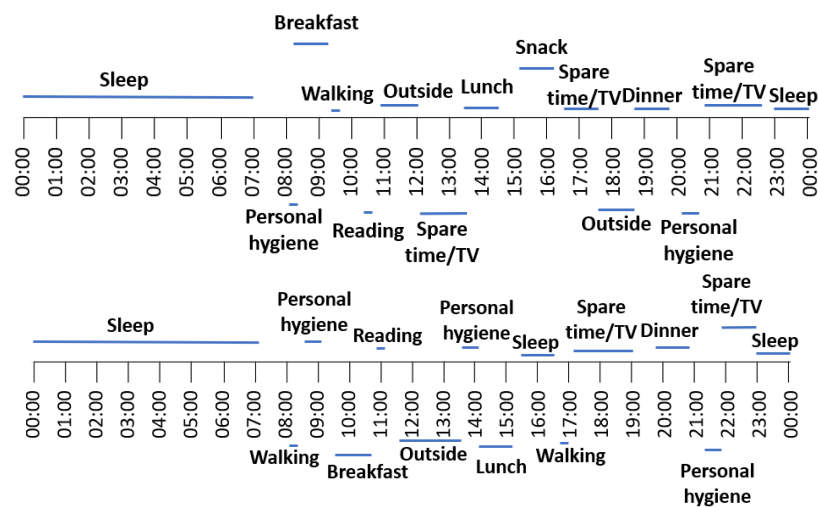 Breakfast
Snack
Sleep
Walking
Outside
Lunch
Spare
time/TV
Dinner
Spare
time/TV
Sleep
00:00
01:00
02:00
03:00
04:00
05:00
06:00
07:00
08:00
09:00
10:00
11:00
12:00
13:00
14:00
15:00
16:00
17:00
18:00
19:00
20:00
21:00
22:00
23:00
00:00
Personal
hygiene
Reading
Spare
time/TV
Outside
Personal
hygiene
Sleep
Personal
hygiene
Reading
Personal
hygiene
Sleep
Spare
time/TV
Dinner
Spare
time/TV
Sleep
00:00
01:00
02:00
03:00
04:00
05:00
06:00
07:00
08:00
09:00
10:00
11:00
12:00
13:00
14:00
15:00
16:00
17:00
18:00
19:00
20:00
21:00
22:00
23:00
00:00
Walking
Breakfast
Outside
Lunch
Walking
Personal
hygiene